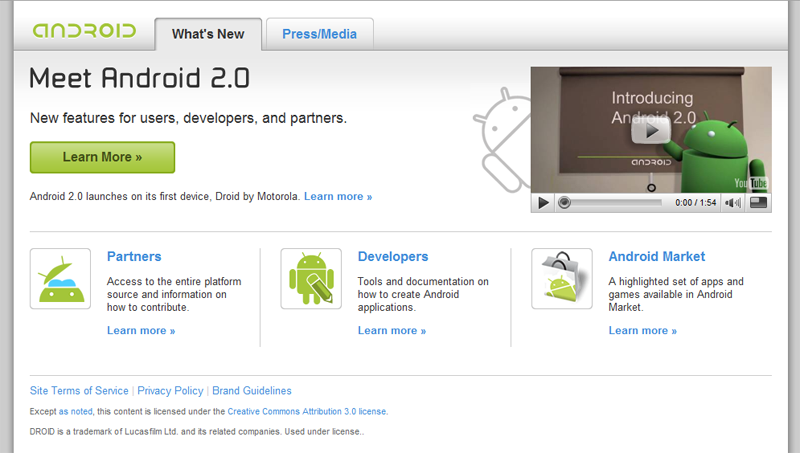 ANDROID
What's New
Press/Media
Meet Android 2.0
New features for users, developers, and partners.
Learn More »
Android 2.0 launches on its first device, Droid by Motorola. Learn more »
Introducing
Android 2.0
ANDROID
YouTube
0:00 / 1:54
Partners
Access to the entire platform
source and information on
how to contribute.
Learn more »
Developers
Tools and documentation on
how to create Android
applications.
Learn more »
Android Market
A highlighted set of apps and
games available in Android
Market.
Learn more »
Site Terms of Service | Privacy Policy | Brand Guidelines
Except as noted, this content is licensed under the Creative Commons Attribution 3.0 license.
DROID is a trademark of Lucasfilm Ltd. and its related companies. Used under license..